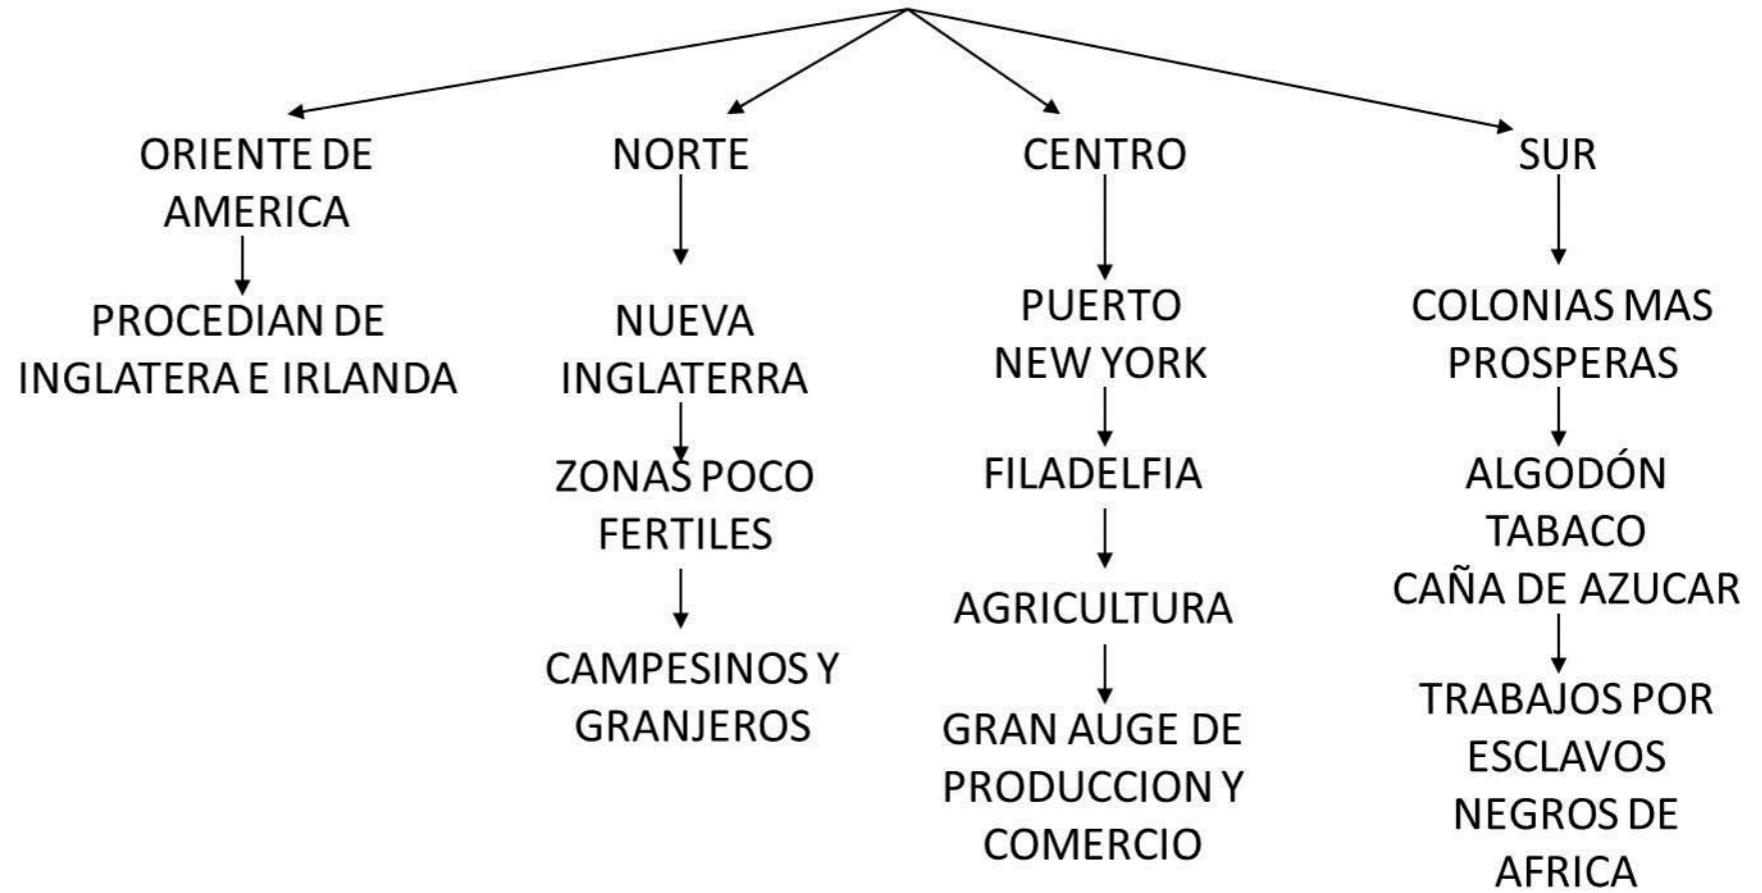 ORIENTE DE
AMERICA
PROCEDIAN DE
INGLATERA E IRLANDA
NORTE
NUEVA
INGLATERRA
ZONAS POCO
FERTILES
CAMPESINOS Y
GRANJEROS
CENTRO
PUERTO
NEW YORK
FILADELFIA
AGRICULTURA
GRAN AUGE DE
PRODUCCION Y
COMERCIO
SUR
COLONIAS MAS
PROSPERAS
ALGODÓN
TABACO
CAÑA DE AZUCAR
TRABAJOS POR
ESCLAVOS
NEGROS DE
AFRICA